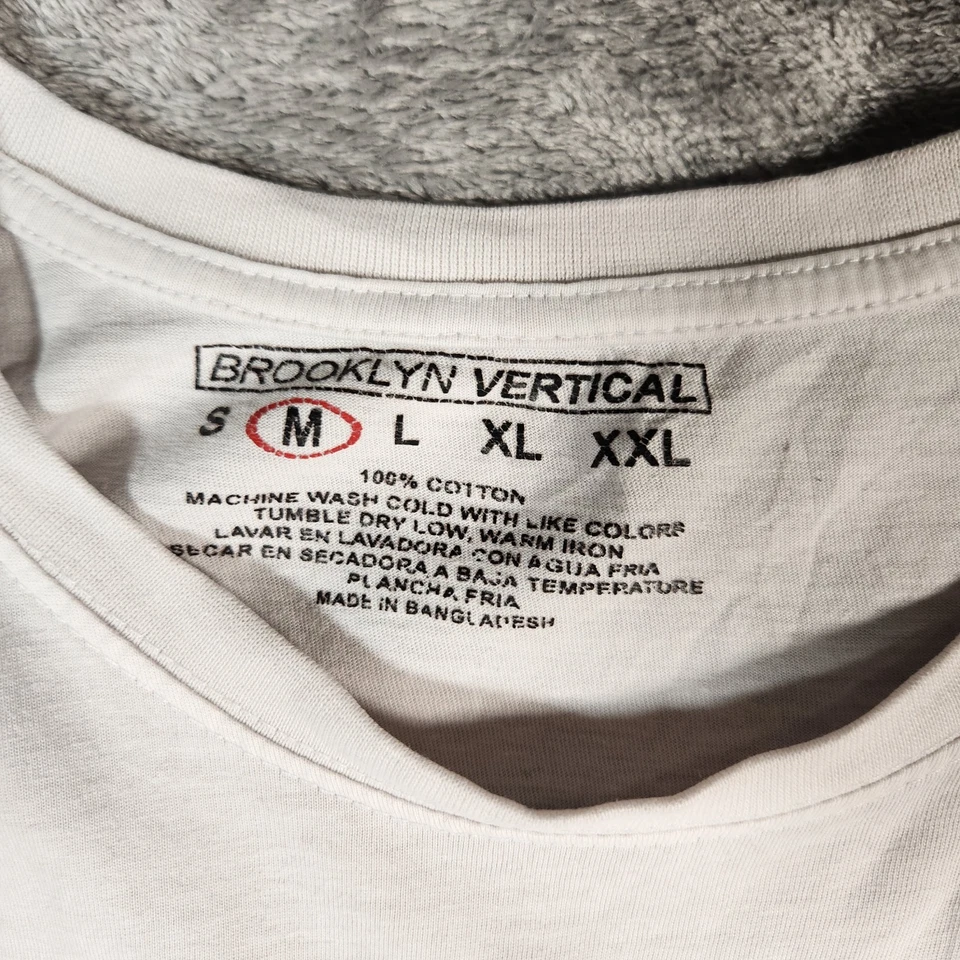 BROOKLYN VERTICAL
S M L XL XXL
100% COTTON
MACHINE WASH COLD WITH LIKE COLORS
TUMBLE DRY LOW, WARM IRON
LAVAR EN LAVADORA CON AGUA FRIA
SECAR EN SECADORA A BAJA TEMPERATURE
PLANCHA FRIA
MADE IN BANGLADESH